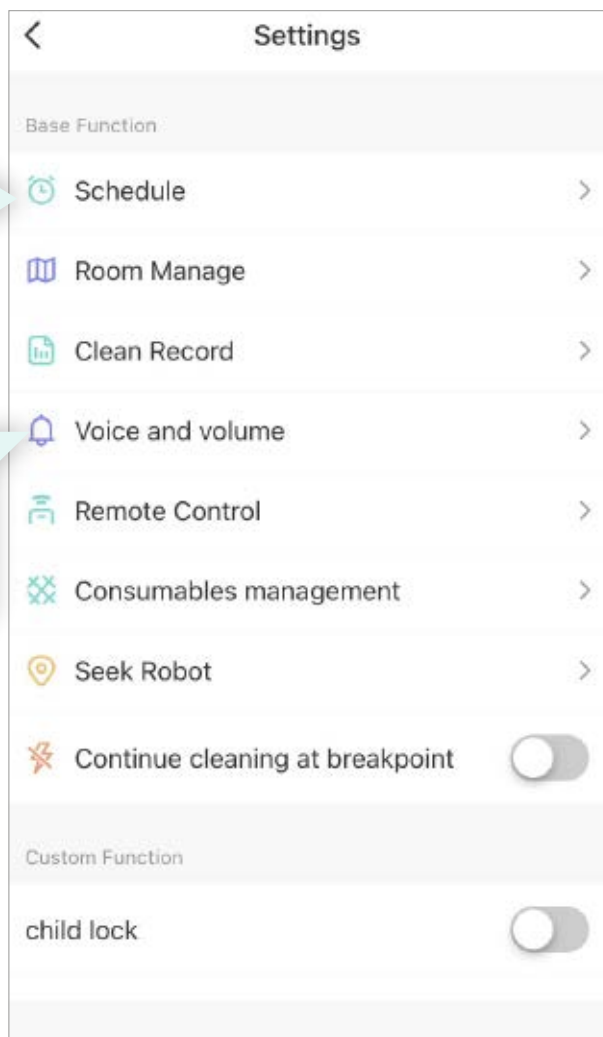 Settings
Base Function
Schedule
Room Manage
Clean Record
Voice and volume
Remote Control
Consumables management
Seek Robot
Continue cleaning at breakpoint
Custom Function
child lock